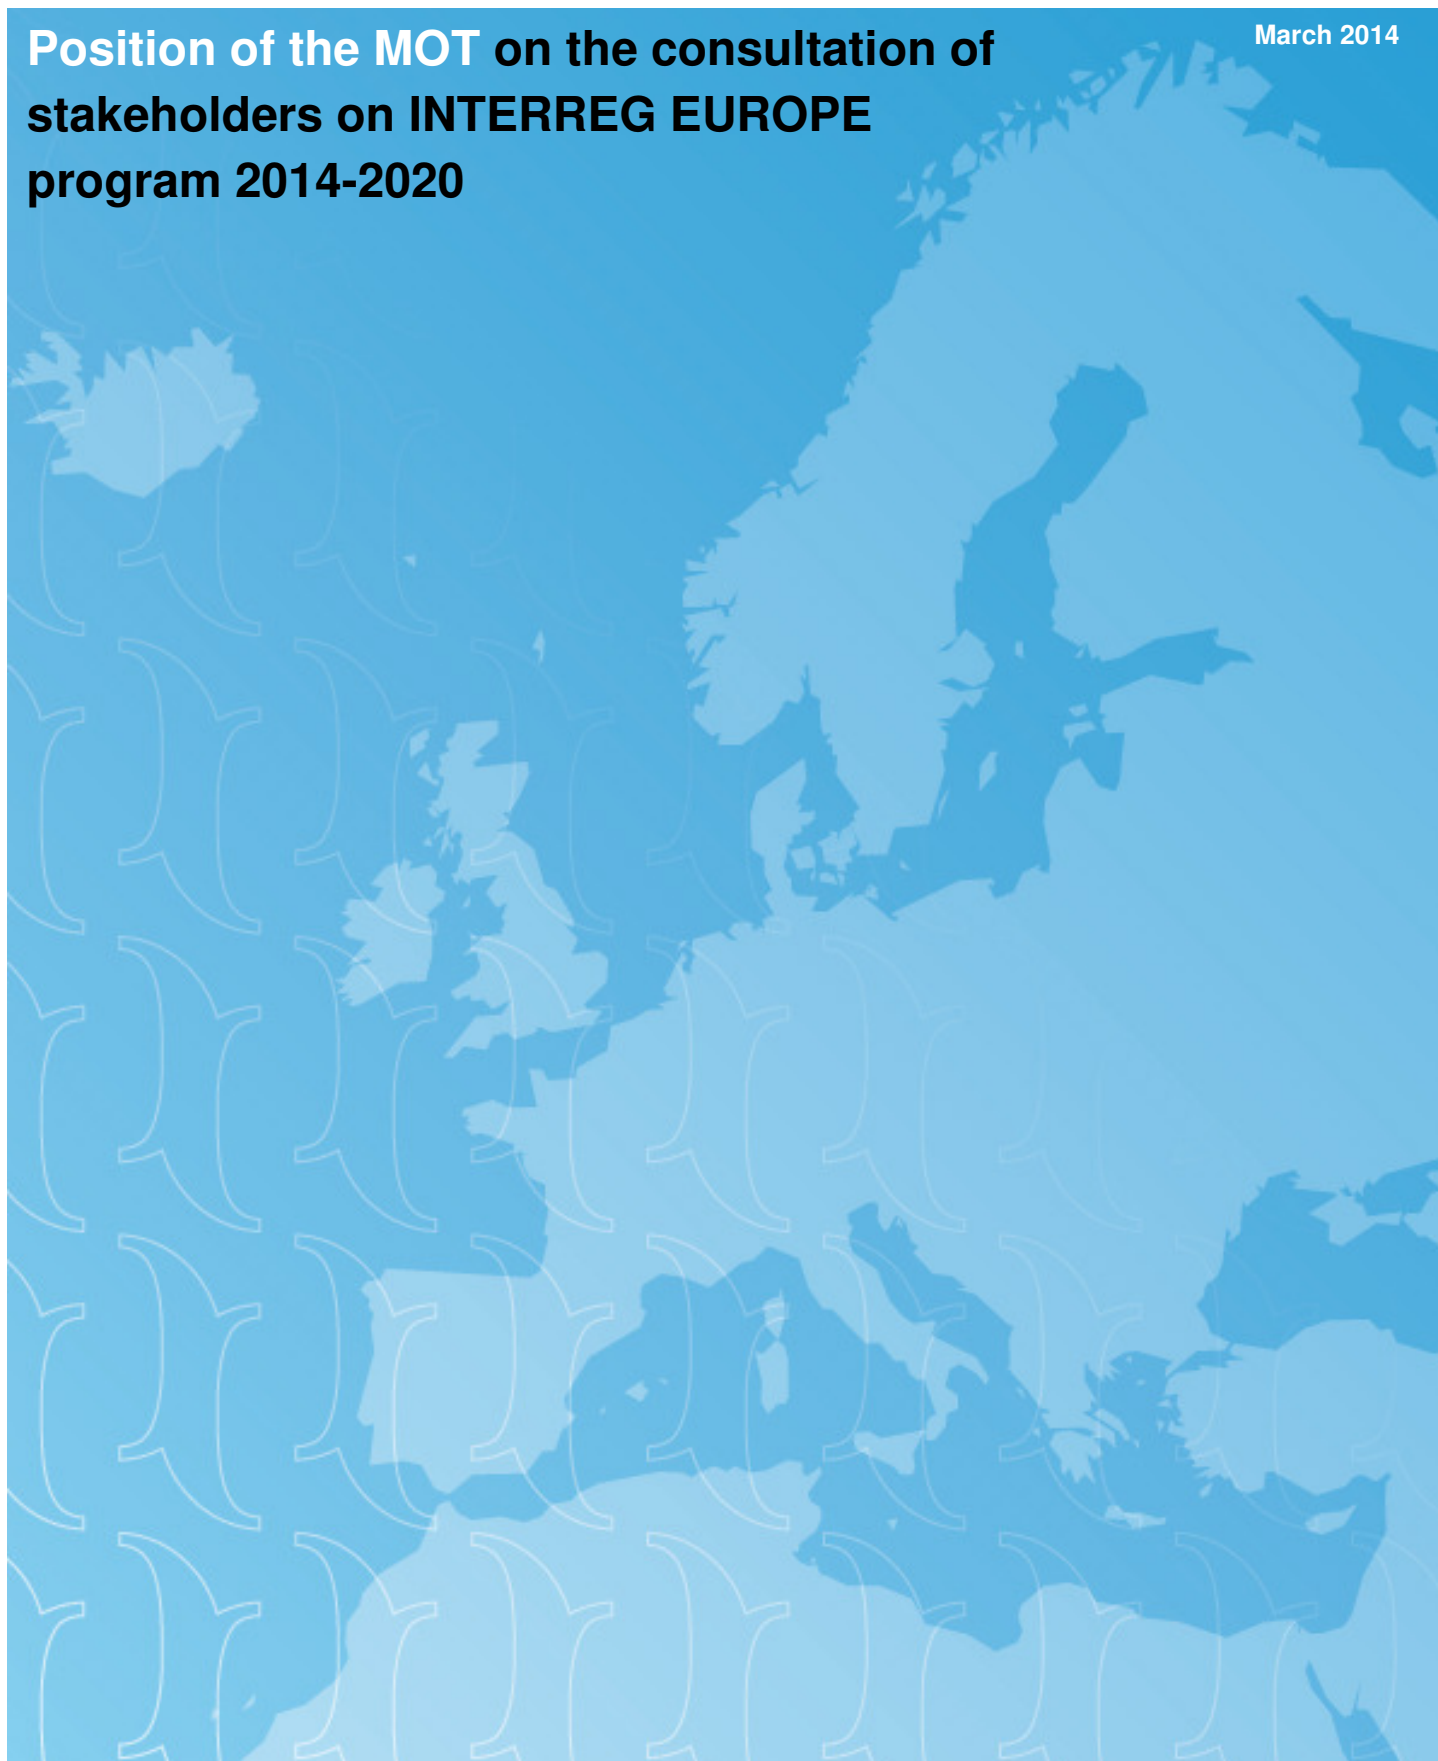 Position of the MOT on the consultation of
stakeholders on INTERREG EUROPE
program 2014-2020
March 2014